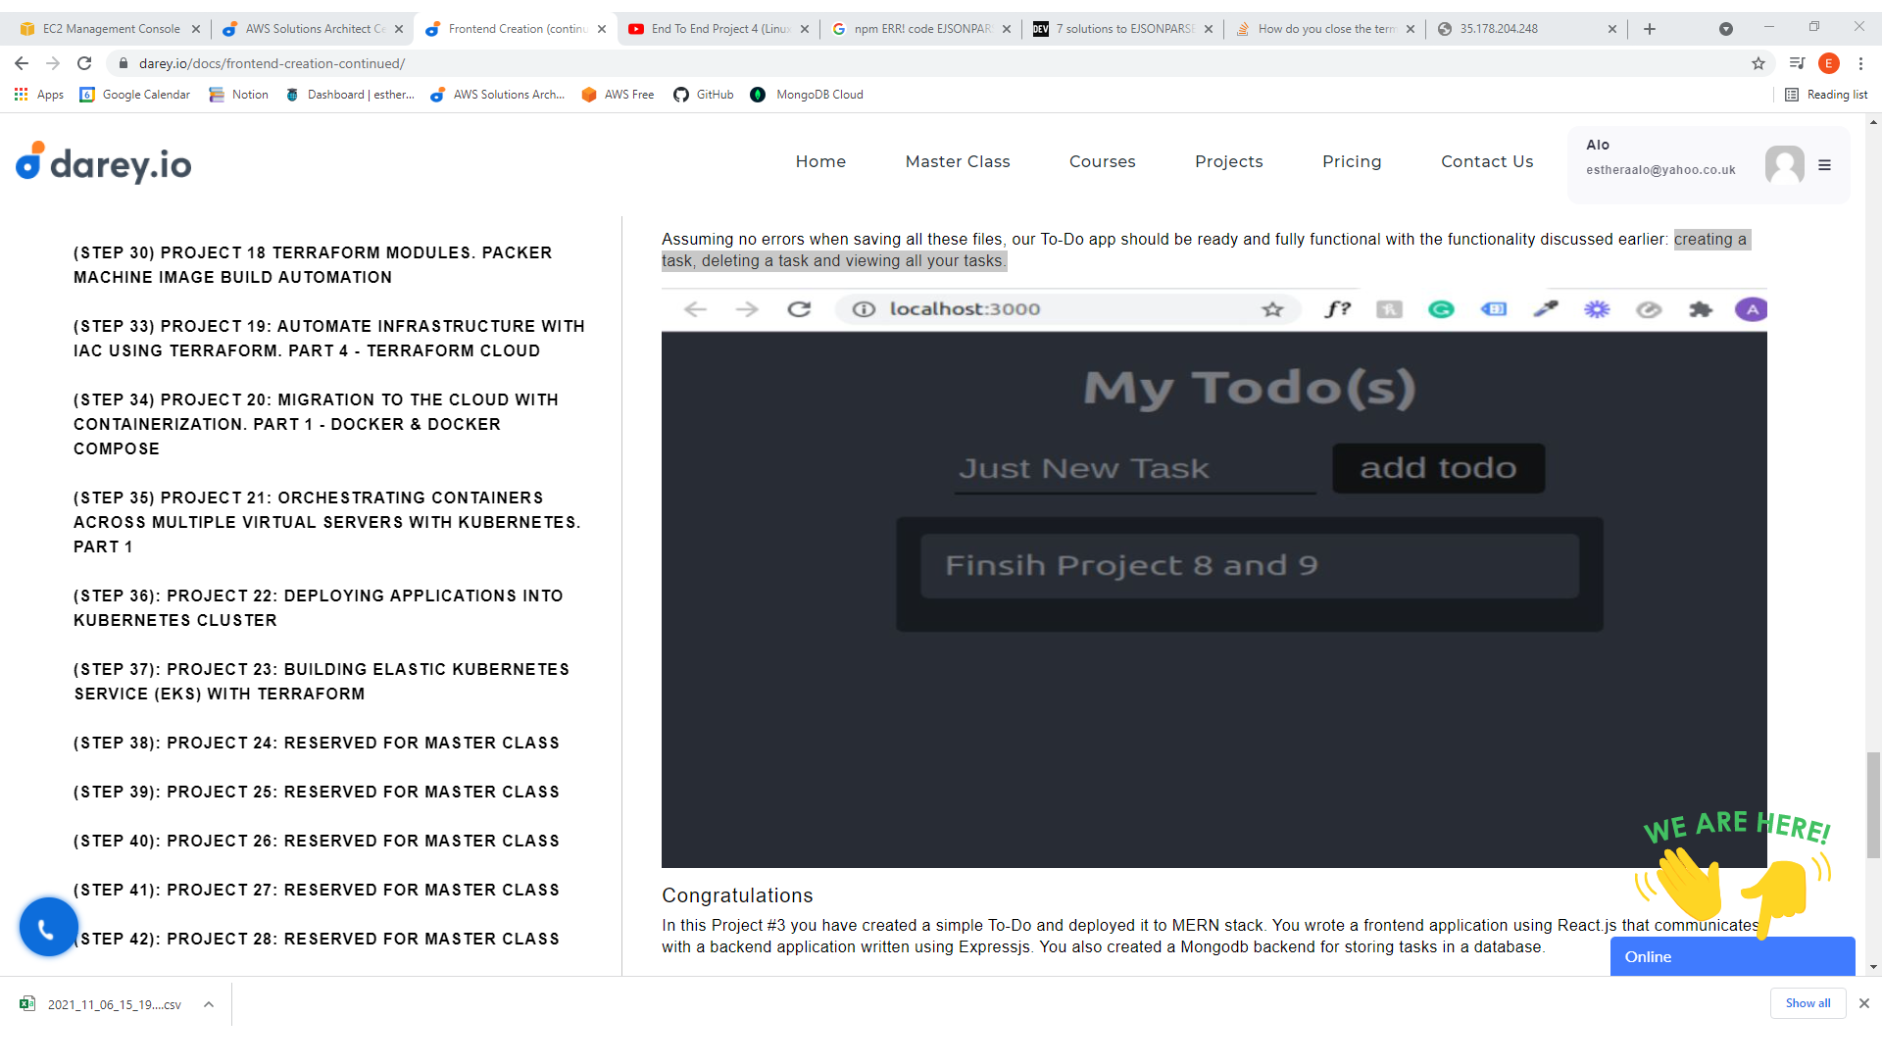 EC2 Management Console
AWS Solutions Architect Ce
Frontend Creation (continu
End To End Project 4 (Linux
npm ERR! code EJSONPAR
DEV
7 solutions to EJSONPARSE
How do you close the term
35.178.204.248
darey.io/docs/frontend-creation-continued/
E
Apps
6
Google Calendar
Notion
Dashboard | esther...
AWS Solutions Arch...
AWS Free
GitHub
MongoDB Cloud
Reading list
darey.io
Home
Master Class
Courses
Projects
Pricing
Contact Us
Alo
estheraalo@yahoo.co.uk
(STEP 30) PROJECT 18 TERRAFORM MODULES. PACKER
MACHINE IMAGE BUILD AUTOMATION
(STEP 33) PROJECT 19: AUTOMATE INFRASTRUCTURE WITH
IAC USING TERRAFORM. PART 4 - TERRAFORM CLOUD
(STEP 34) PROJECT 20: MIGRATION TO THE CLOUD WITH
CONTAINERIZATION. PART 1 - DOCKER & DOCKER
COMPOSE
(STEP 35) PROJECT 21: ORCHESTRATING CONTAINERS
ACROSS MULTIPLE VIRTUAL SERVERS WITH KUBERNETES.
PART 1
(STEP 36): PROJECT 22: DEPLOYING APPLICATIONS INTO
KUBERNETES CLUSTER
(STEP 37): PROJECT 23: BUILDING ELASTIC KUBERNETES
SERVICE (EKS) WITH TERRAFORM
(STEP 38): PROJECT 24: RESERVED FOR MASTER CLASS
(STEP 39): PROJECT 25: RESERVED FOR MASTER CLASS
(STEP 40): PROJECT 26: RESERVED FOR MASTER CLASS
(STEP 41): PROJECT 27: RESERVED FOR MASTER CLASS
STEP 42): PROJECT 28: RESERVED FOR MASTER CLASS
Assuming no errors when saving all these files, our To-Do app should be ready and fully functional with the functionality discussed earlier: creating a
task, deleting a task and viewing all your tasks.
localhost:3000
f?
A
My Todo(s)
Just New Task
add todo
Finsih Project 8 and 9
WE ARE HERE!
Congratulations
In this Project #3 you have created a simple To-Do and deployed it to MERN stack. You wrote a frontend application using React.js that communicates
with a backend application written using Expressjs. You also created a Mongodb backend for storing tasks in a database.
Online
2021_11_06_15_19....csv
Show all